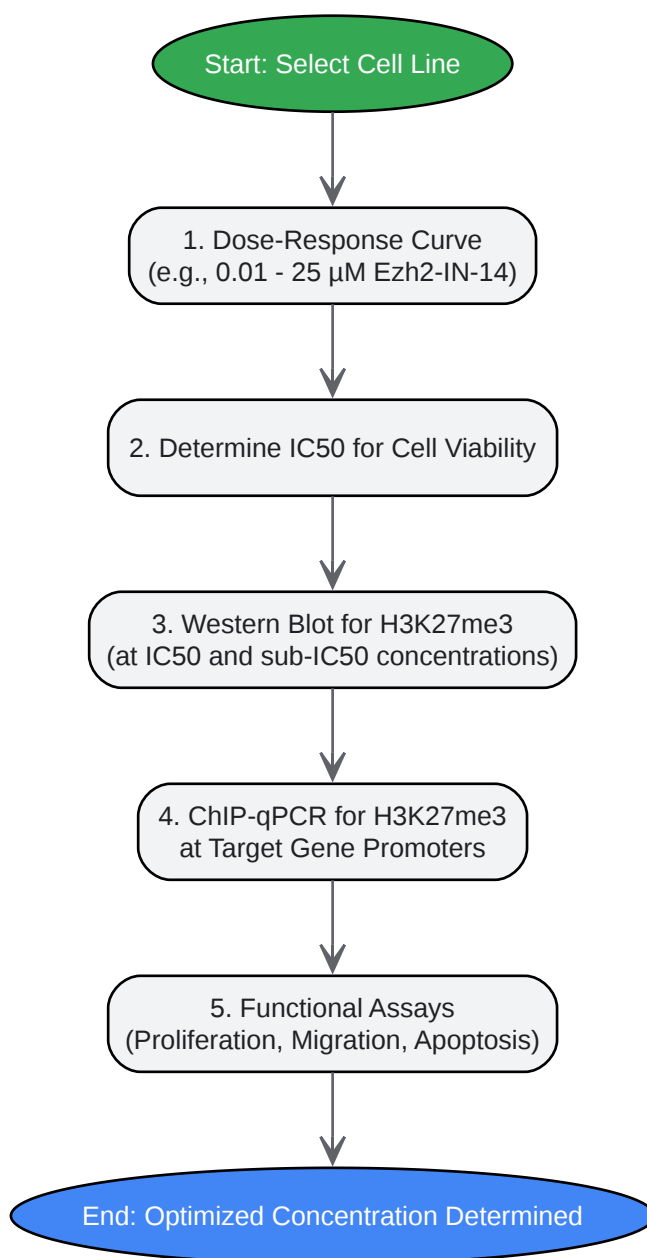 Start: Select Cell Line
1. Dose-Response Curve
(e.g., 0.01 - 25 µM Ezh2-IN-14)
2. Determine IC50 for Cell Viability
3. Western Blot for H3K27me3
(at IC50 and sub-IC50 concentrations)
4. ChIP-qPCR for H3K27me3
at Target Gene Promoters
5. Functional Assays
(Proliferation, Migration, Apoptosis)
End: Optimized Concentration Determined